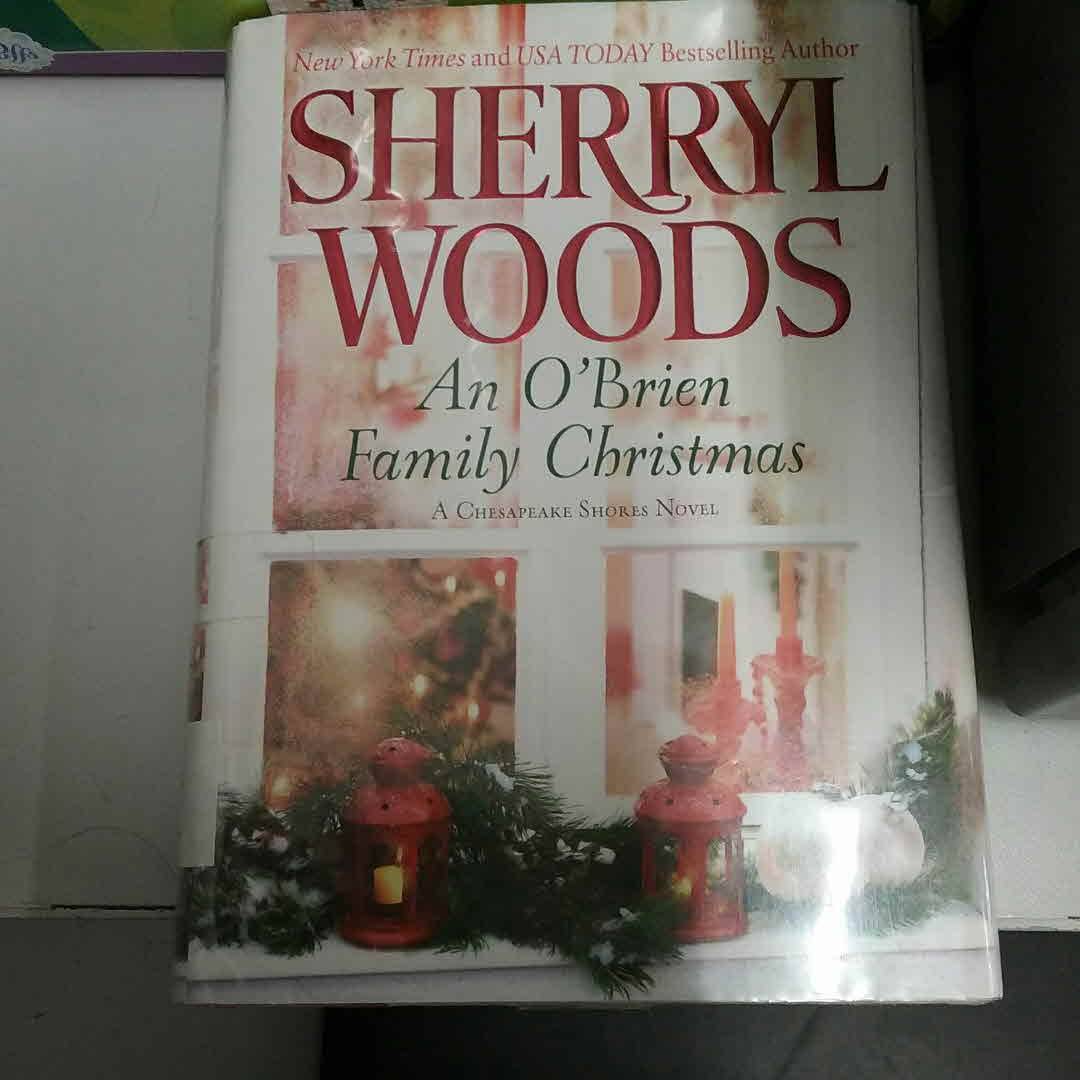 New York Times and USA TODAY Bestselling Author
SHERRYL
WOODS
An O'Brien
Family Christmas
A Chesapeake Shores Novel